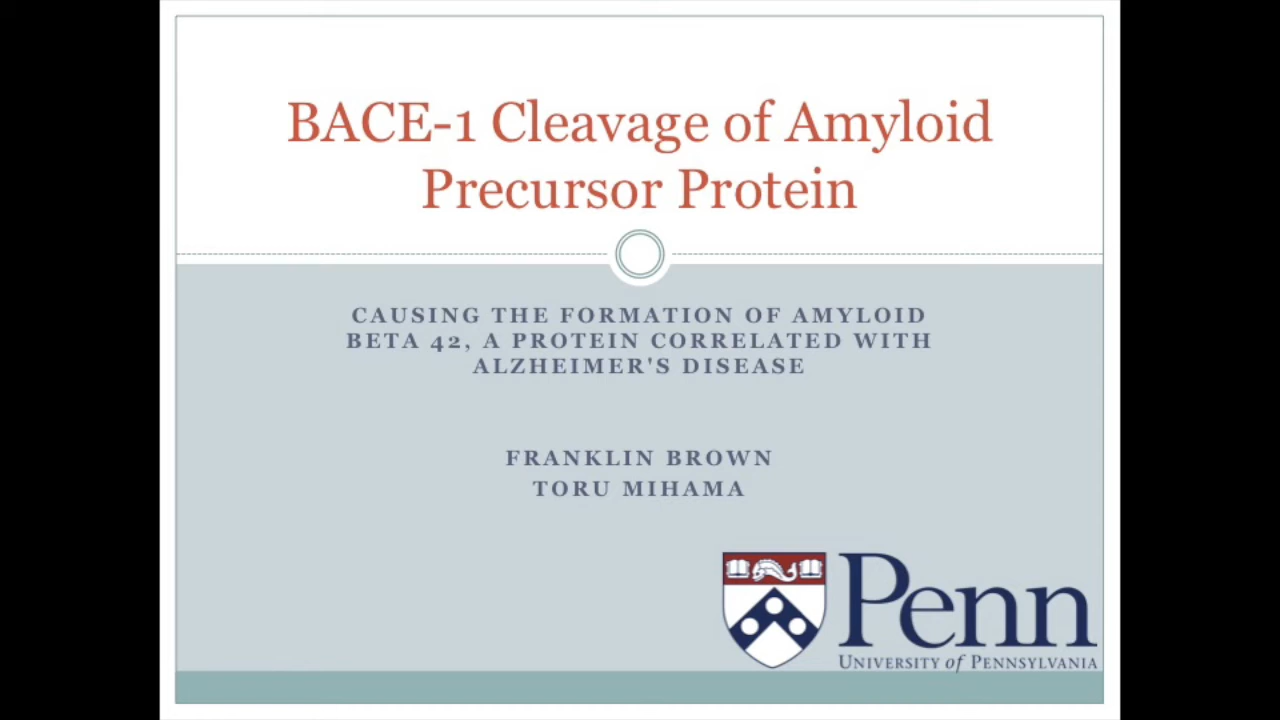 BACE-1 Cleavage of Amyloid
Precursor Protein
CAUSING THE FORMATION OF AMYLOID
BETA 42, A PROTEIN CORRELATED WITH
ALZHEIMER'S DISEASE
FRANKLIN BROWN
TORU MIHAMA
Penn
UNIVERSITY of PENNSYLVANIA